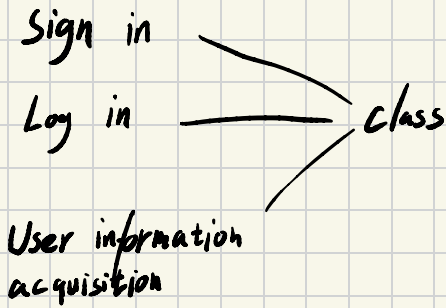 Sign in
Log in
class
User information
acquisition